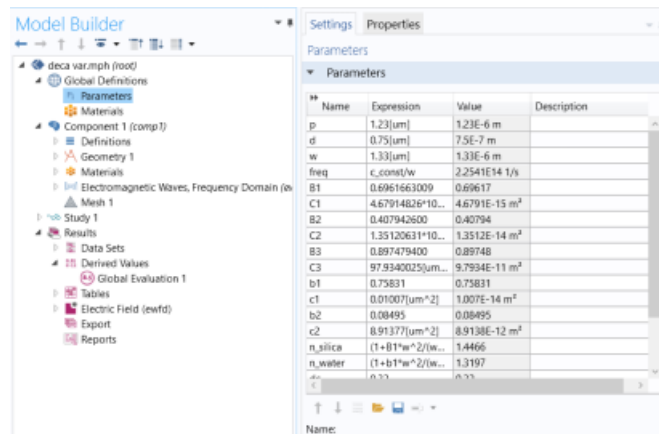 Model Builder
deca var.mph (root)
Global Definitions
Parameters
Materials
Component 1 (comp1)
Definitions
Geometry 1
Materials
Electromagnetic Waves, Frequency Domain (
Mesh 1
Study 1
Results
Data Sets
Derived Values
Global Evaluation 1
Tables
Electric Field (ewfd)
Export
Reports
Settings Properties
Parameters
Parameters
Name Expression Value Description
p 1.23[um] 1.23E-6 m
d 0.75[um] 7.5E-7 m
w 1.33[um] 1.33E-6 m
freq c_const/w 2.2541E14 1/s
B1 0.6961663009 0.69617
C1 4.67914826*10... 4.6791E-15 m²
B2 0.407942600 0.40794
C2 1.35120631*10... 1.3512E-14 m²
B3 0.897479400 0.89748
C3 97.9340025[um... 9.7934E-11 m²
b1 0.75831 0.75831
c1 0.01007[um^2] 1.007E-14 m²
b2 0.08495 0.08495
c2 8.91377[um^2] 8.9138E-12 m²
n_silica (1+B1*w^2/(w... 1.4466
n_water (1+b1*w^2/(w... 1.3197
Name: